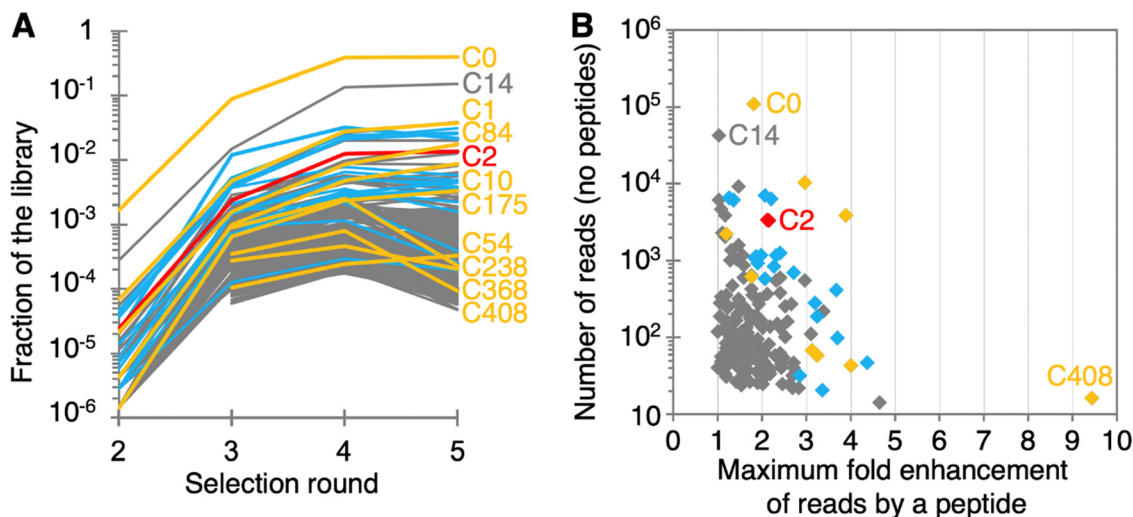 A
Fraction of the library
1
10-1
10-2
10-3
10-4
10-5
10-6
2
3
4
5
Selection round
C0
C14
C1
C84
C2
C10
C175
C54
C238
C368
C408
B
Number of reads (no peptides)
10⁶
10⁵
10⁴
10³
10²
10
0
1
2
3
4
5
6
7
8
9
10
C0
C14
C2
C408
Maximum fold enhancement
of reads by a peptide